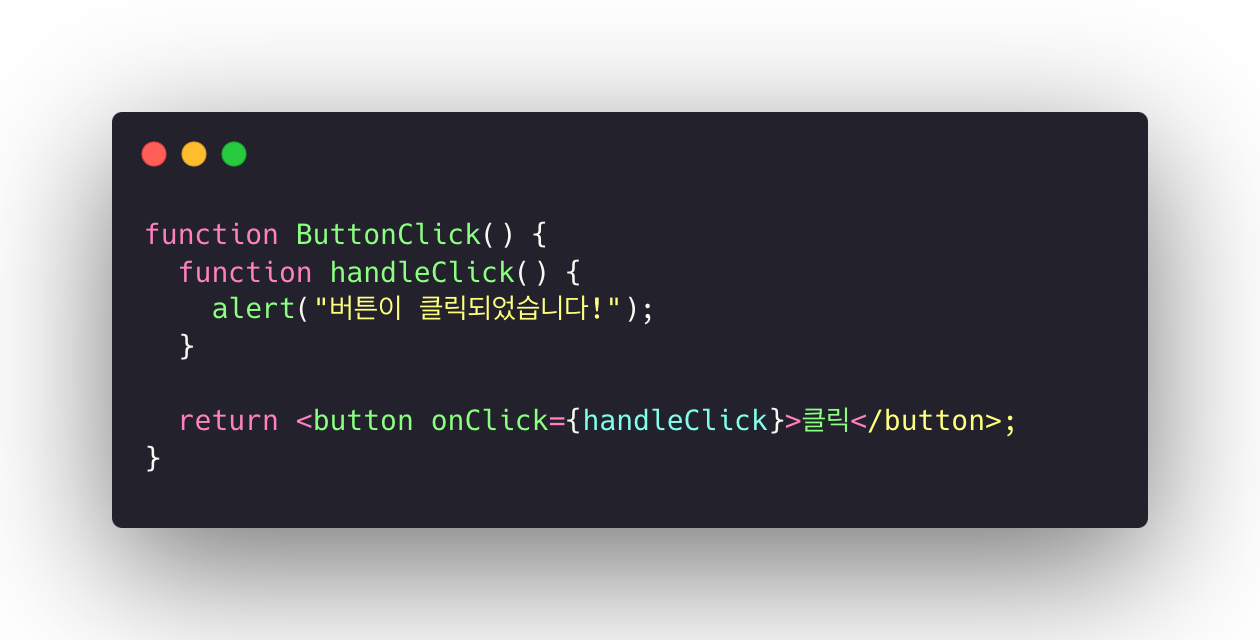 function ButtonClick() {
  function handleClick() {
    alert("버튼이 클릭되었습니다!");
  }
  return <button onClick={handleClick}>클릭</button>;
}